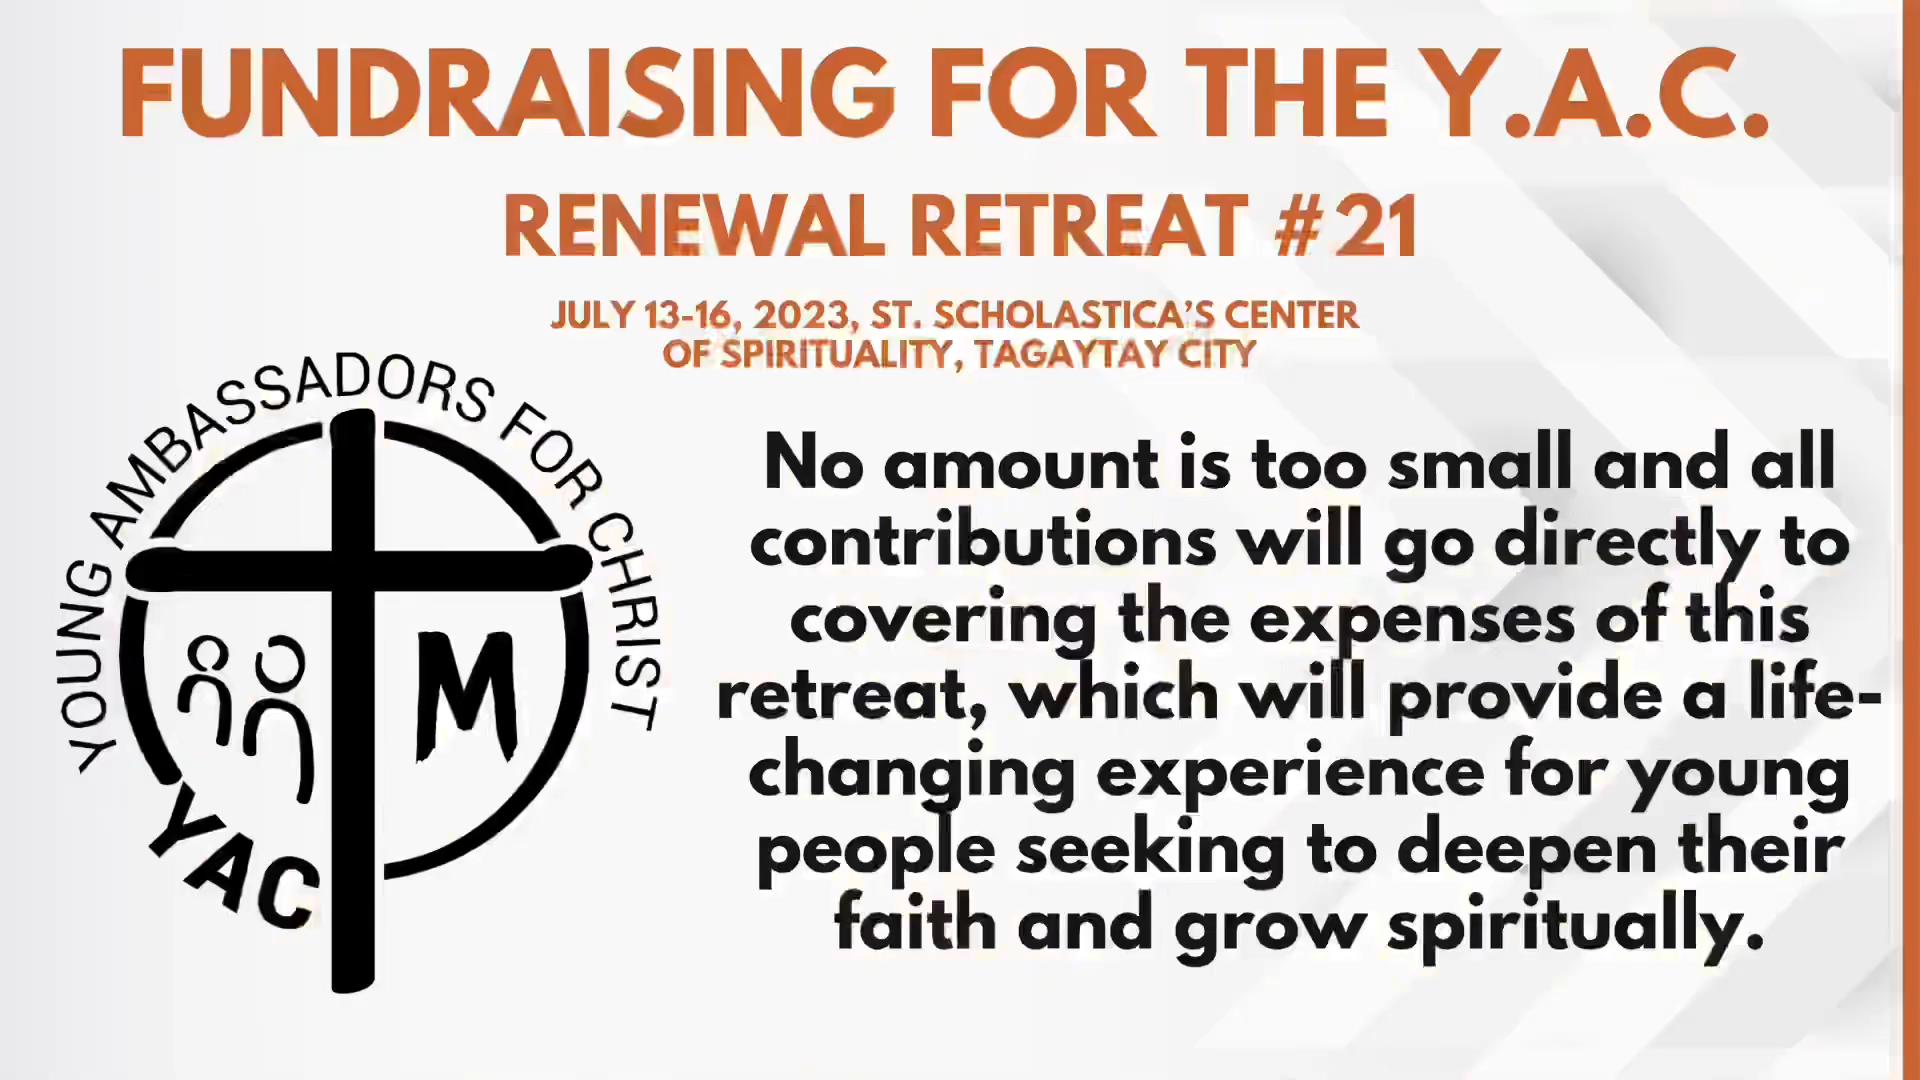 FUNDRAISING FOR THE Y.A.C.
RENEWAL RETREAT #21
JULY 13-16, 2023, ST. SCHOLASTICA’S CENTER
OF SPIRITUALITY, TAGAYTAY CITY
YOUNG AMBASSADORS FOR CHRIST
M
YAC
No amount is too small and all
contributions will go directly to
covering the expenses of this
retreat, which will provide a life-
changing experience for young
people seeking to deepen their
faith and grow spiritually.